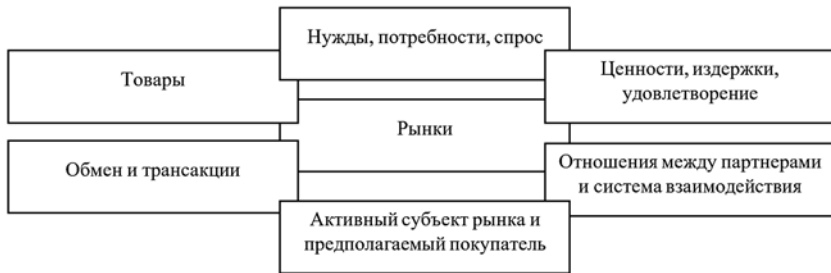 Нужды, потребности, спрос
Товары
Ценности, издержки,
удовлетворение
Рынки
Обмен и трансакции
Отношения между партнерами
и система взаимодействия
Активный субъект рынка и
предполагаемый покупатель